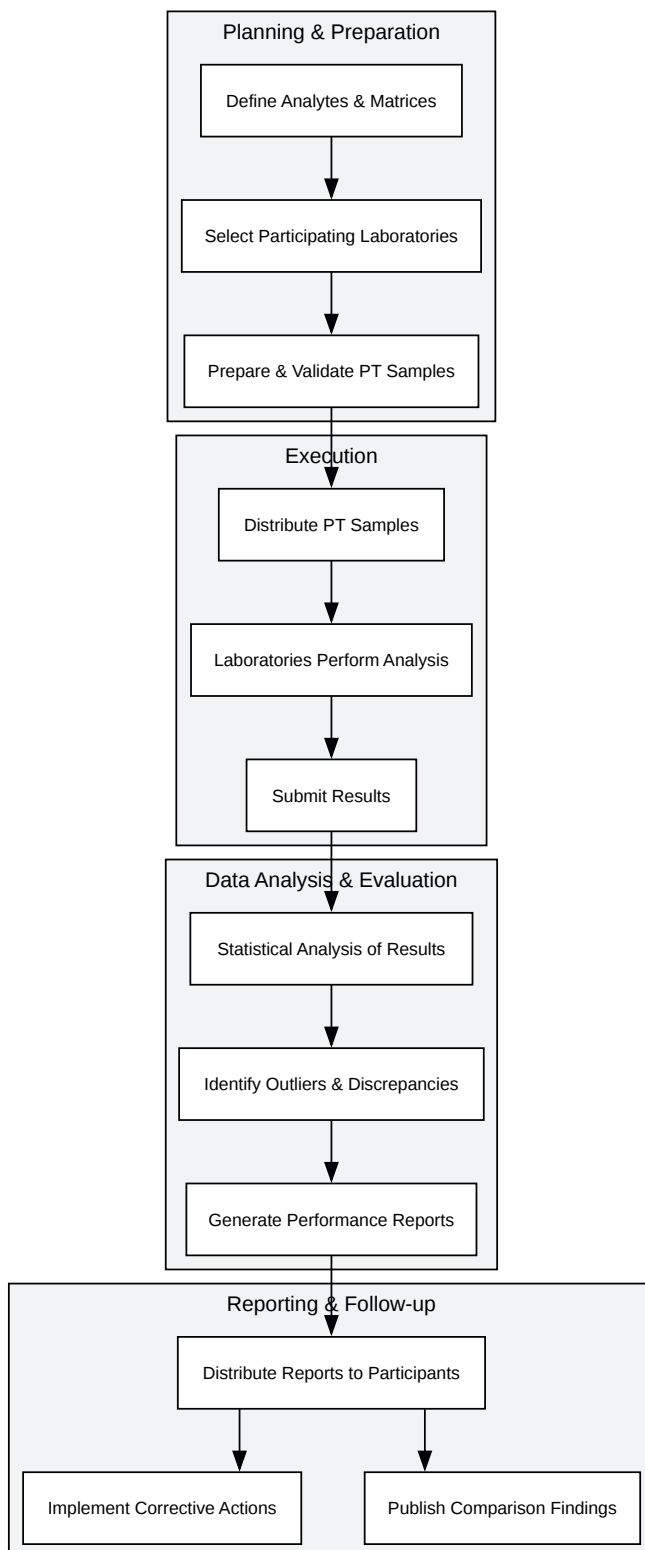 Planning & Preparation
Define Analytes & Matrices
Select Participating Laboratories
Prepare & Validate PT Samples
Execution
Distribute PT Samples
Laboratories Perform Analysis
Submit Results
Data Analysis & Evaluation
Statistical Analysis of Results
Identify Outliers & Discrepancies
Generate Performance Reports
Reporting & Follow-up
Distribute Reports to Participants
Implement Corrective Actions
Publish Comparison Findings